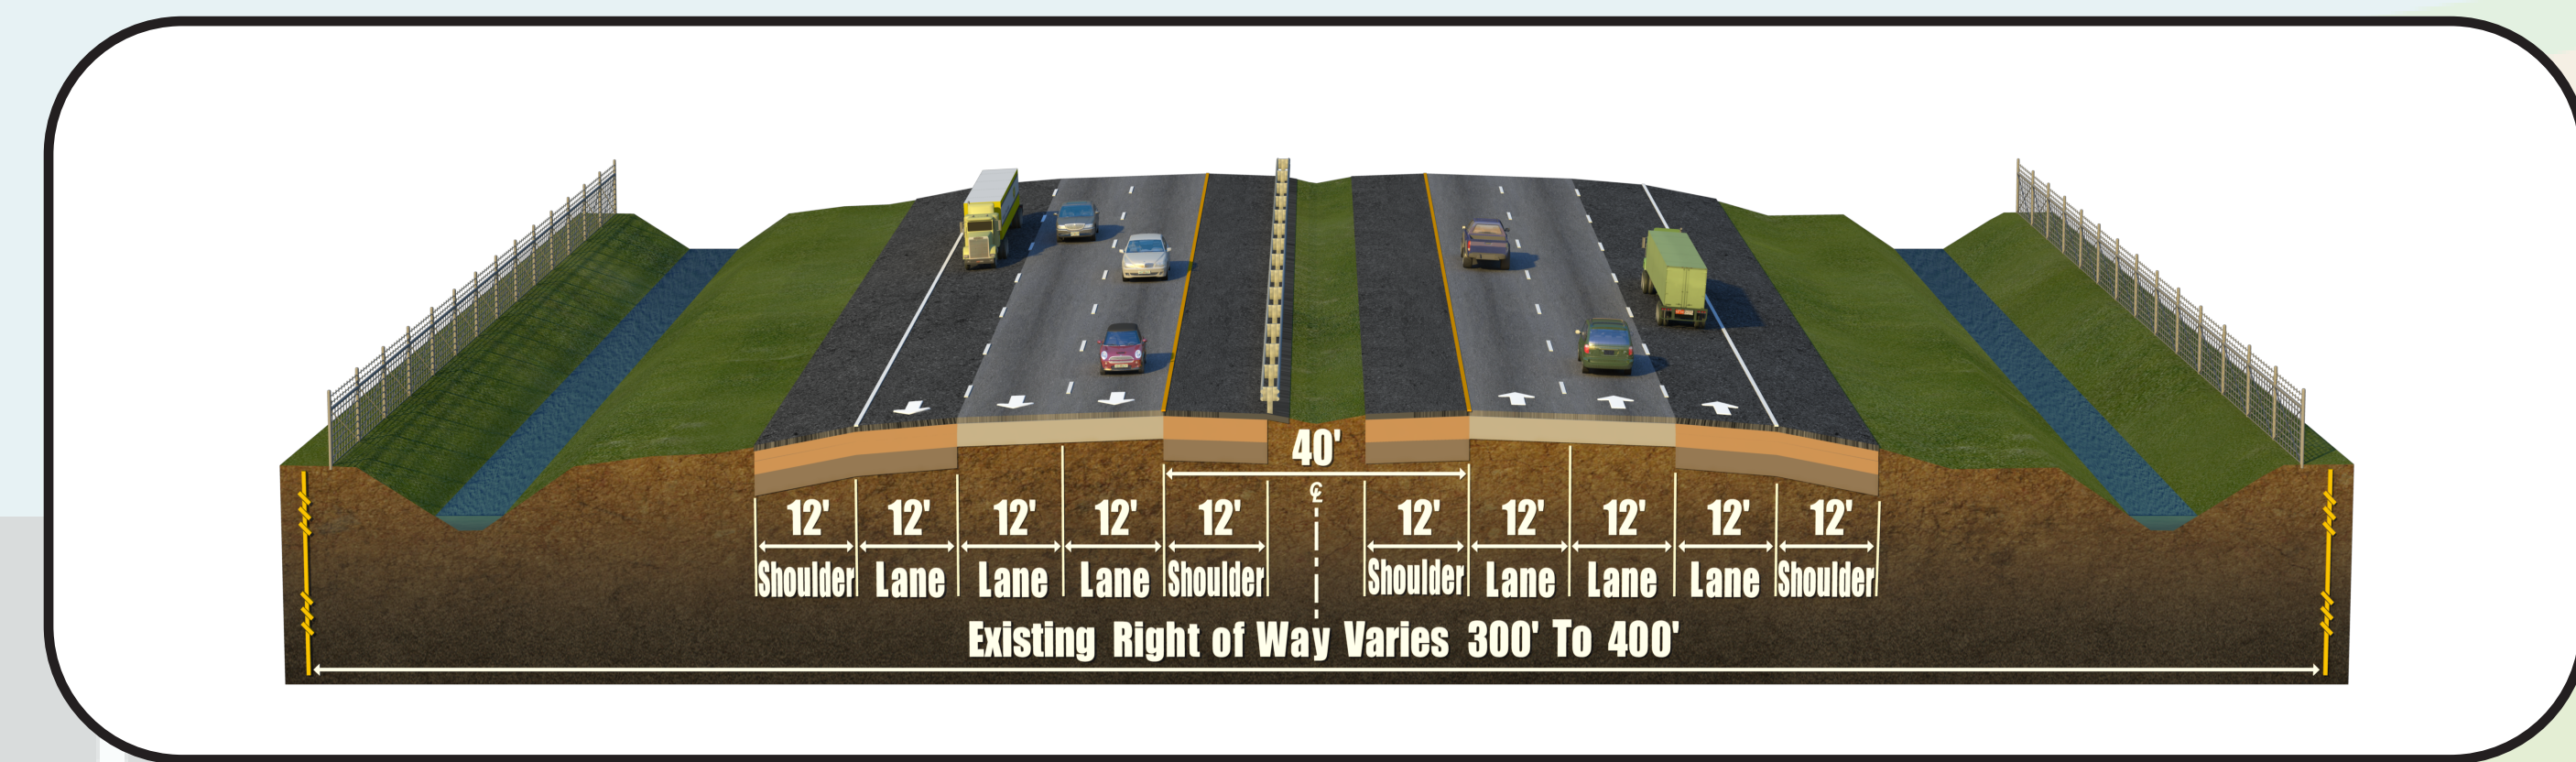 40'
℄
12' 12' 12' 12' 12' 12' 12' 12' 12' 12'
Shoulder Lane Lane Lane Shoulder Shoulder Lane Lane Lane Shoulder
Existing Right of Way Varies 300' To 400'